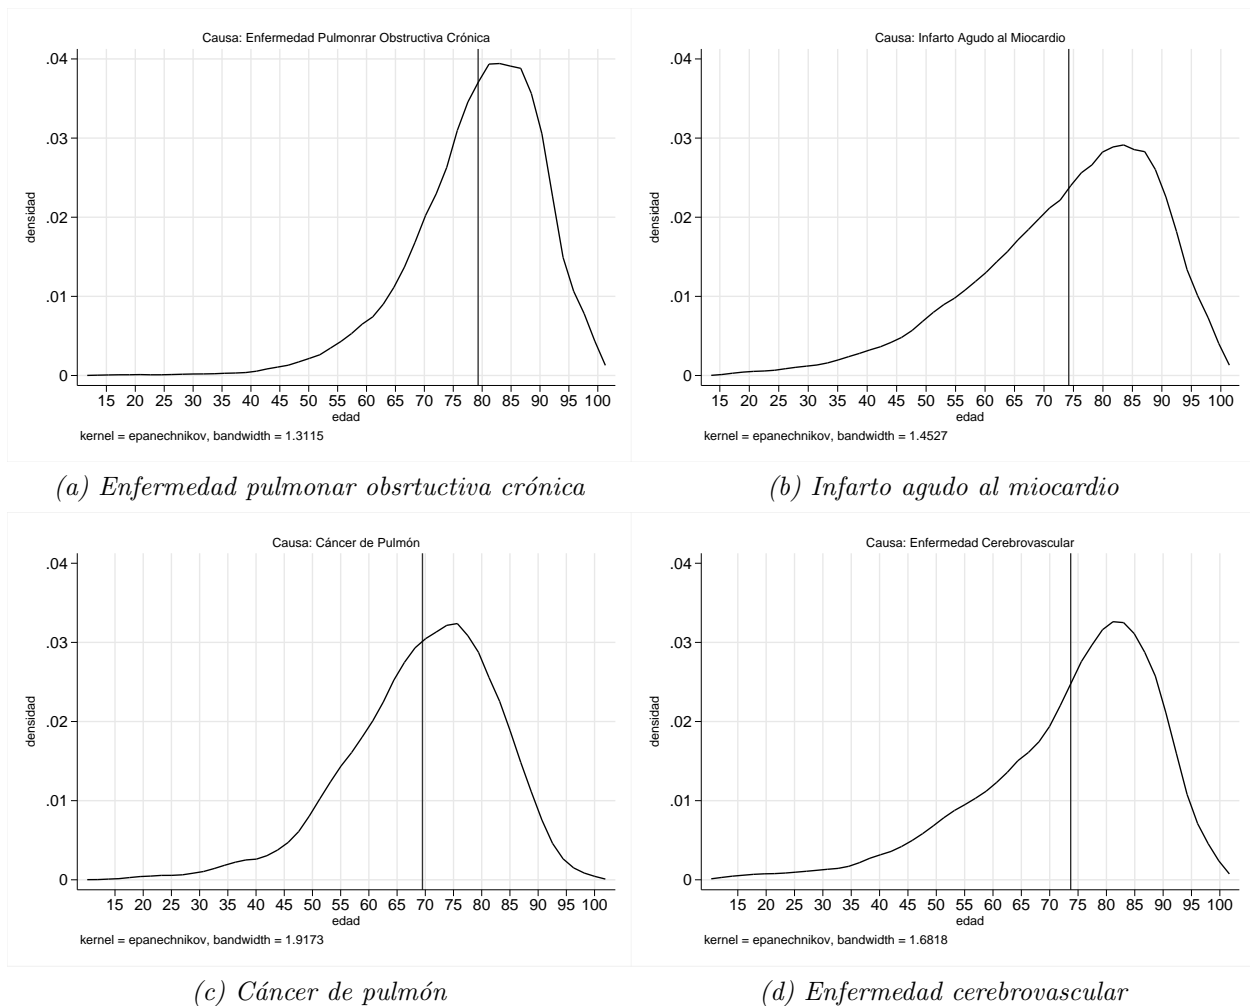 Causa: Enfermedad Pulmonrar Obstructiva Crónica
.04
.03
.02
.01
0
densidad
15 20 25 30 35 40 45 50 55 60 65 70 75 80 85 90 95 100
edad
kernel = epanechnikov, bandwidth = 1.3115
(a) Enfermedad pulmonar obsrtuctiva crónica
Causa: Infarto Agudo al Miocardio
.04
.03
.02
.01
0
densidad
15 20 25 30 35 40 45 50 55 60 65 70 75 80 85 90 95 100
edad
kernel = epanechnikov, bandwidth = 1.4527
(b) Infarto agudo al miocardio
Causa: Cáncer de Pulmón
.04
.03
.02
.01
0
densidad
15 20 25 30 35 40 45 50 55 60 65 70 75 80 85 90 95 100
edad
kernel = epanechnikov, bandwidth = 1.9173
(c) Cáncer de pulmón
Causa: Enfermedad Cerebrovascular
.04
.03
.02
.01
0
densidad
15 20 25 30 35 40 45 50 55 60 65 70 75 80 85 90 95 100
edad
kernel = epanechnikov, bandwidth = 1.6818
(d) Enfermedad cerebrovascular